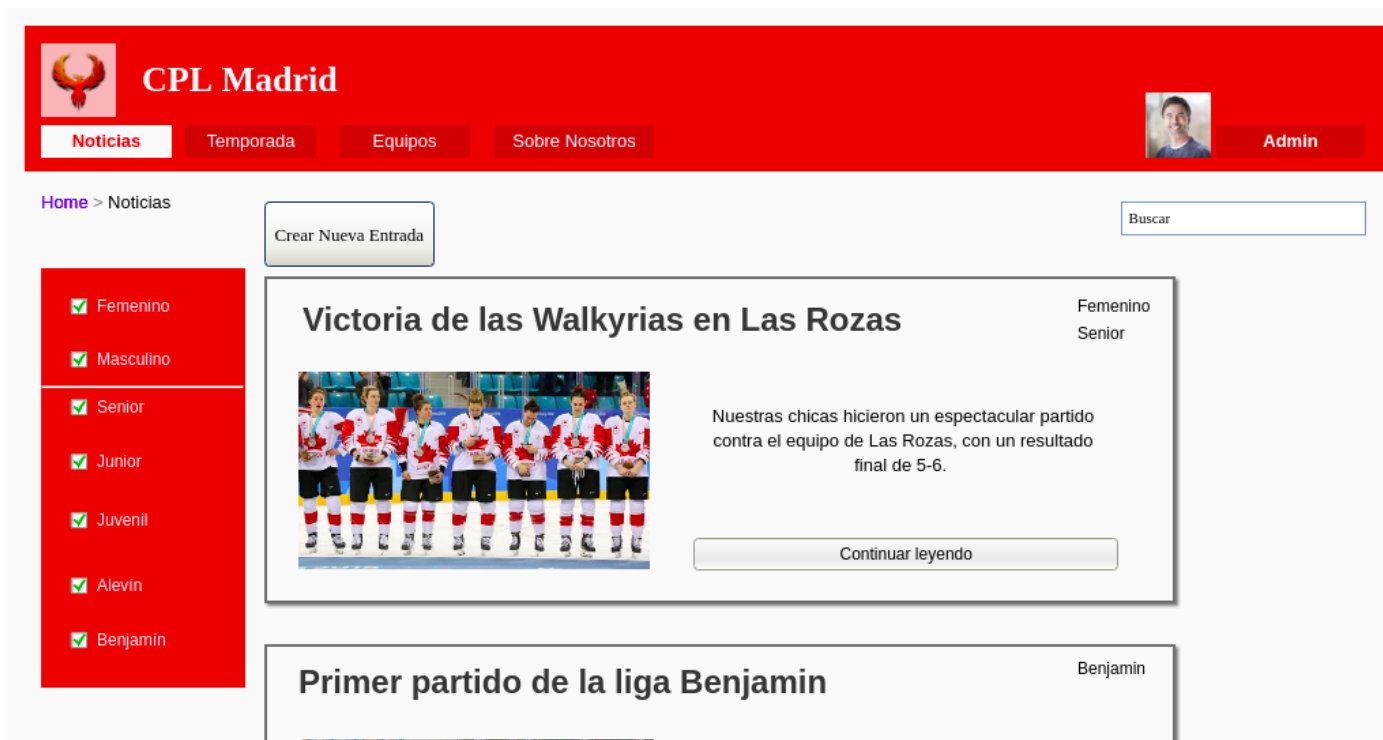 CPL Madrid
Noticias
Temporada
Equipos
Sobre Nosotros
Admin
Home > Noticias
Crear Nueva Entrada
Buscar
Femenino
Masculino
Senior
Junior
Juvenil
Alevín
Benjamin
Victoria de las Walkyrias en Las Rozas
Femenino
Senior
Nuestras chicas hicieron un espectacular partido
contra el equipo de Las Rozas, con un resultado
final de 5-6.
Continuar leyendo
Primer partido de la liga Benjamin
Benjamin